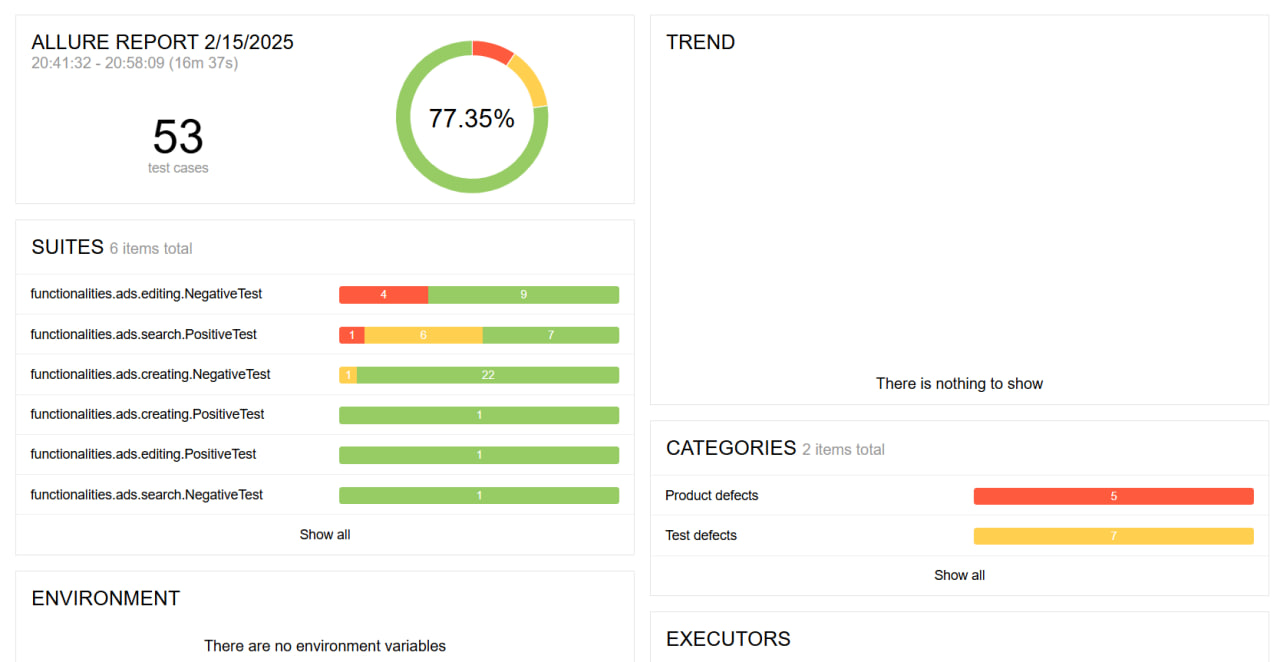 ALLURE REPORT 2/15/2025
20:41:32 - 20:58:09 (16m 37s)
53
test cases
77.35%
SUITES 6 items total
functionalities.ads.editing.NegativeTest 4 9
functionalities.ads.search.PositiveTest 1 6 7
functionalities.ads.creating.NegativeTest 1 22
functionalities.ads.creating.PositiveTest 1
functionalities.ads.editing.PositiveTest 1
functionalities.ads.search.NegativeTest 1
Show all
ENVIRONMENT
There are no environment variables
TREND
There is nothing to show
CATEGORIES 2 items total
Product defects 5
Test defects 7
Show all
EXECUTORS